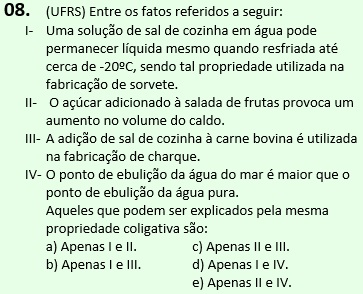 08. (UFRS) Entre os fatos referidos a seguir:
I- Uma solução de sal de cozinha em água pode
permanecer líquida mesmo quando resfriada até
cerca de -20ºC, sendo tal propriedade utilizada na
fabricação de sorvete.
II- O açúcar adicionado à salada de frutas provoca um
aumento no volume do caldo.
III- A adição de sal de cozinha à carne bovina é utilizada
na fabricação de charque.
IV- O ponto de ebulição da água do mar é maior que o
ponto de ebulição da água pura.
Aqueles que podem ser explicados pela mesma
propriedade coligativa são:
a) Apenas I e II. c) Apenas II e III.
b) Apenas I e III. d) Apenas I e IV.
e) Apenas II e IV.